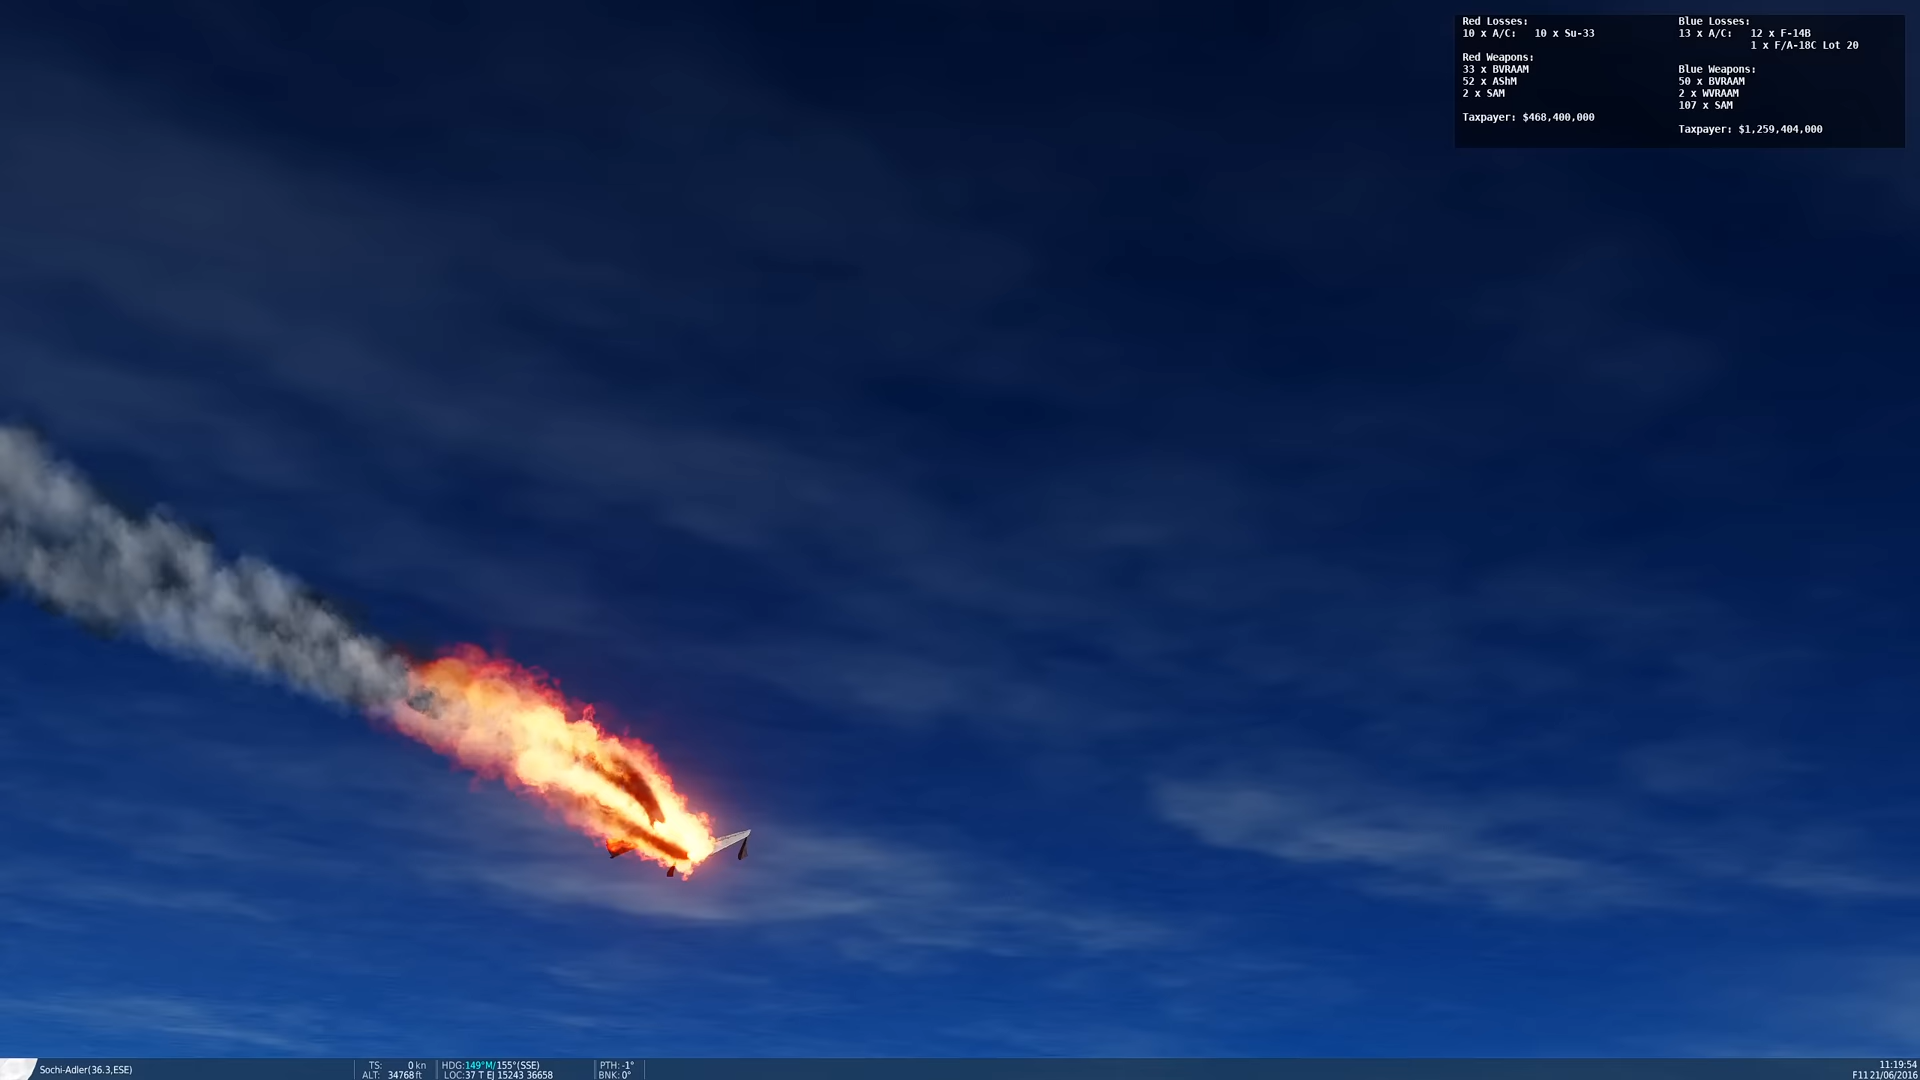 Red Losses:
10 x A/C: 10 x Su-33
Red Weapons:
33 x BVRAAM
52 x AShM
2 x SAM
Taxpayer: $468,400,000
Blue Losses:
13 x A/C: 12 x F-14B
1 x F/A-18C Lot 20
Blue Weapons:
50 x BVRAAM
2 x WVRAAM
107 x SAM
Taxpayer: $1,259,404,000
Sochi-Adler(36.3,ESE)
TS: 0 kn
ALT: 34768 ft
HDG:149°M/155°(SSE)
LOC:37 T EJ 15243 36658
PTH: -1°
BNK: 0°
11:19:54
F11 21/06/2016